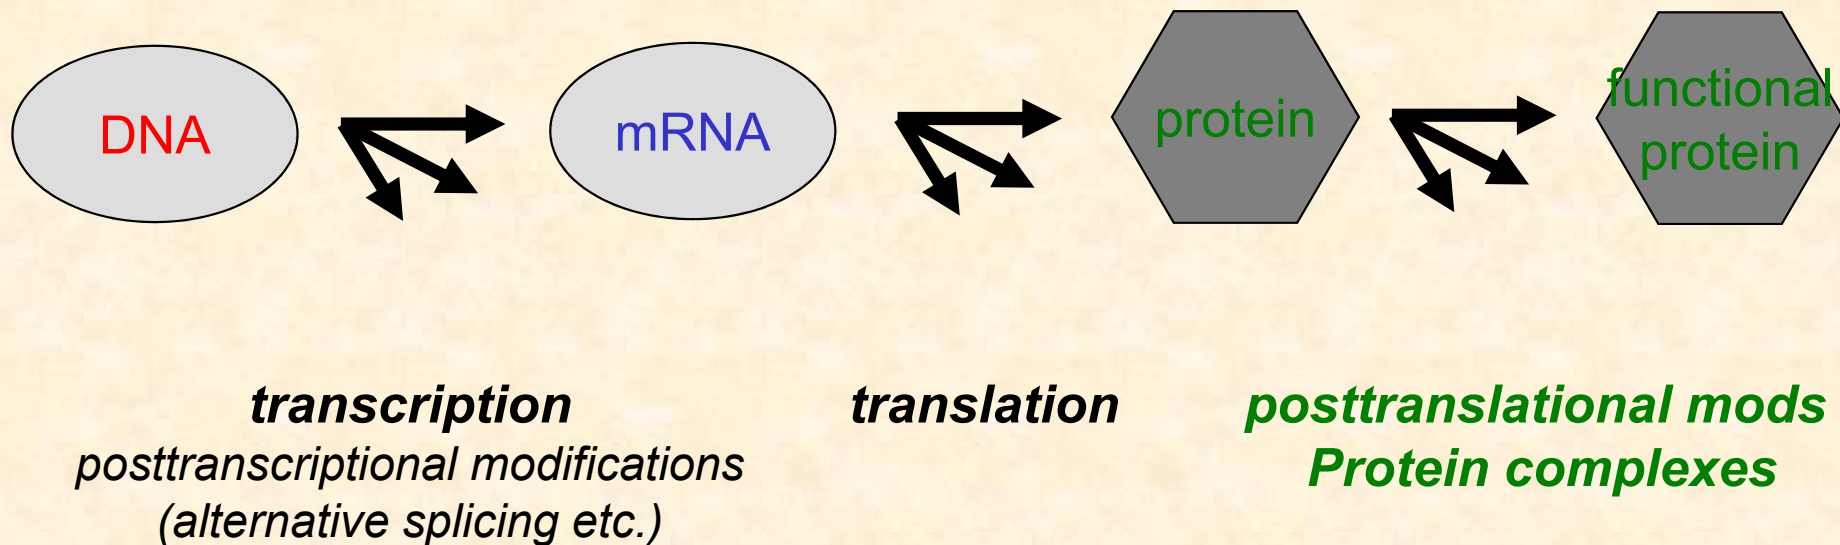 DNA
mRNA
protein
functional
protein
transcription
posttranscriptional modifications
(alternative splicing etc.)
translation
posttranslational mods
Protein complexes